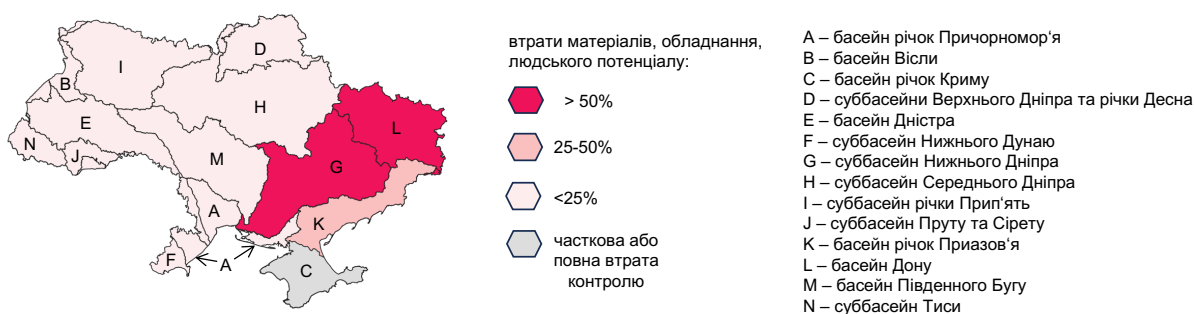 D
I
B
H
E
L
N
J
M
G
A
K
F
A
C
втрати матеріалів, обладнання,
людського потенціалу:
> 50%
25-50%
<25%
часткова або
повна втрата
контролю
A – басейн річок Причорномор‘я
B – басейн Вісли
C – басейн річок Криму
D – суббасейни Верхнього Дніпра та річки Десна
E – басейн Дністра
F – суббасейн Нижнього Дунаю
G – суббасейн Нижнього Дніпра
H – суббасейн Середнього Дніпра
I – суббасейн річки Прип‘ять
J – суббасейн Пруту та Сірету
K – басейн річок Приазов‘я
L – басейн Дону
M – басейн Південного Бугу
N – суббасейн Тиси